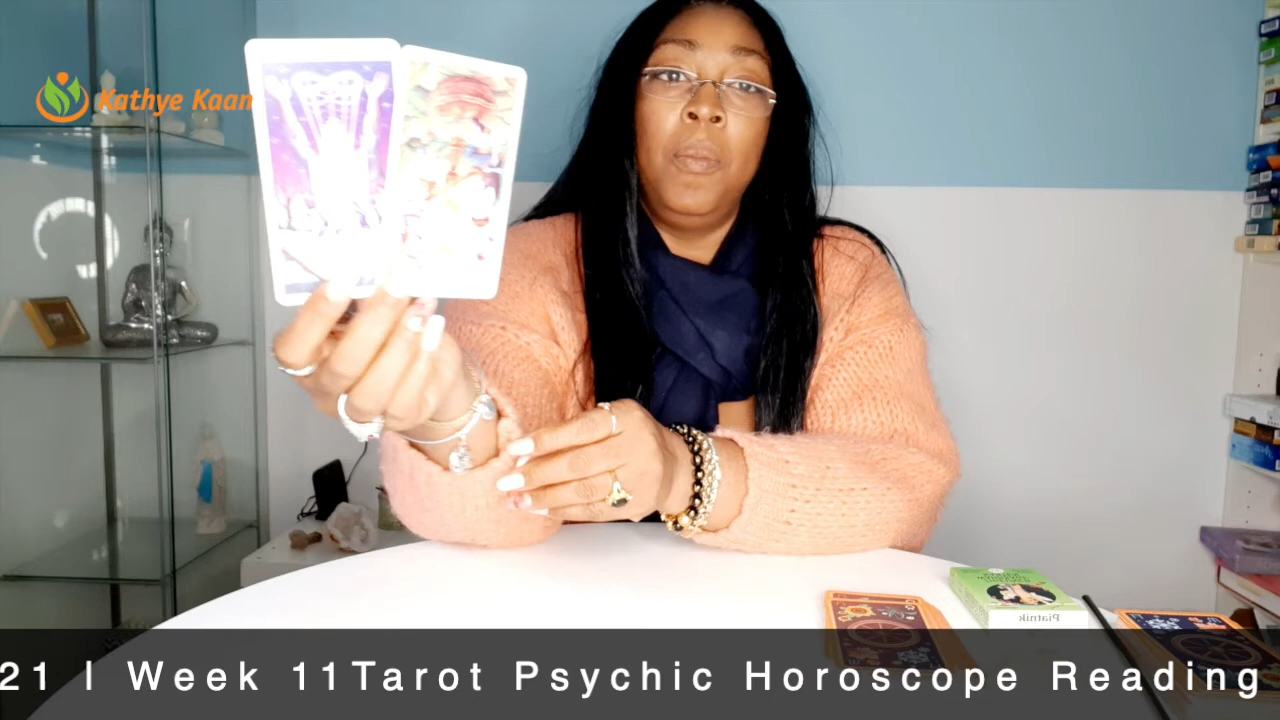 Kathye Kaan
Piatnik
21 | Week 11Tarot Psychic Horoscope Reading